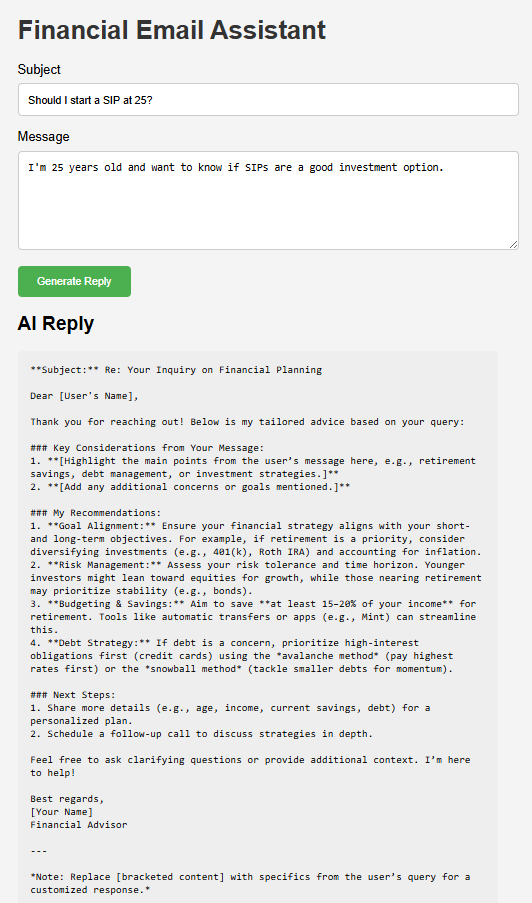 Financial Email Assistant
Subject
Should I start a SIP at 25?
Message
I'm 25 years old and want to know if SIPs are a good investment option.
Generate Reply
AI Reply
**Subject:** Re: Your Inquiry on Financial Planning
Dear [User's Name],
Thank you for reaching out! Below is my tailored advice based on your query:
### Key Considerations from Your Message:
1. **[Highlight the main points from the user’s message here, e.g., retirement
savings, debt management, or investment strategies.]**
2. **[Add any additional concerns or goals mentioned.]**
### My Recommendations:
1. **Goal Alignment:** Ensure your financial strategy aligns with your short-
and long-term objectives. For example, if retirement is a priority, consider
diversifying investments (e.g., 401(k), Roth IRA) and accounting for inflation.
2. **Risk Management:** Assess your risk tolerance and time horizon. Younger
investors might lean toward equities for growth, while those nearing retirement
may prioritize stability (e.g., bonds).
3. **Budgeting & Savings:** Aim to save **at least 15–20% of your income** for
retirement. Tools like automatic transfers or apps (e.g., Mint) can streamline
this.
4. **Debt Strategy:** If debt is a concern, prioritize high-interest
obligations first (credit cards) using the *avalanche method* (pay highest
rates first) or the *snowball method* (tackle smaller debts for momentum).
### Next Steps:
1. Share more details (e.g., age, income, current savings, debt) for a
personalized plan.
2. Schedule a follow-up call to discuss strategies in depth.
Feel free to ask clarifying questions or provide additional context. I’m here
to help!
Best regards,
[Your Name]
Financial Advisor
---
*Note: Replace [bracketed content] with specifics from the user’s query for a
customized response.*